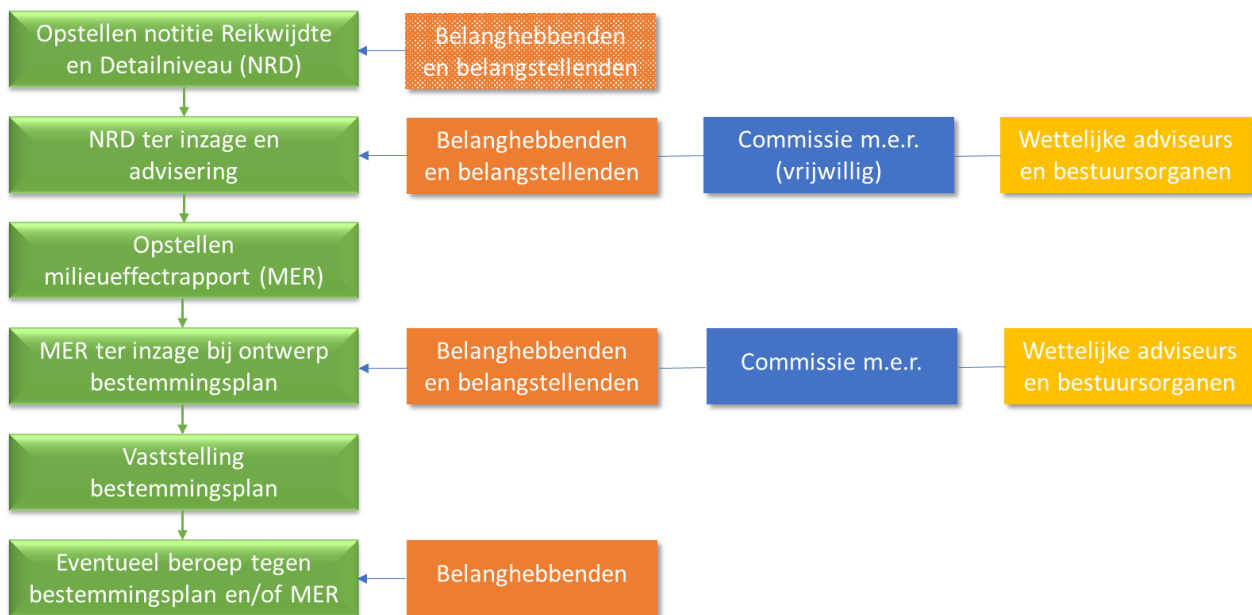 Opstellen notitie Reikwijdte
en Detailniveau (NRD)
Belanghebbenden
en belangstellenden
NRD ter inzage en
advisering
Belanghebbenden
en belangstellenden
Commissie m.e.r.
(vrijwillig)
Wettelijke adviseurs
en bestuursorganen
Opstellen
milieueffectrapport (MER)
MER ter inzage bij ontwerp
bestemmingsplan
Belanghebbenden
en belangstellenden
Commissie m.e.r.
Wettelijke adviseurs
en bestuursorganen
Vaststelling
bestemmingsplan
Eventueel beroep tegen
bestemmingsplan en/of MER
Belanghebbenden